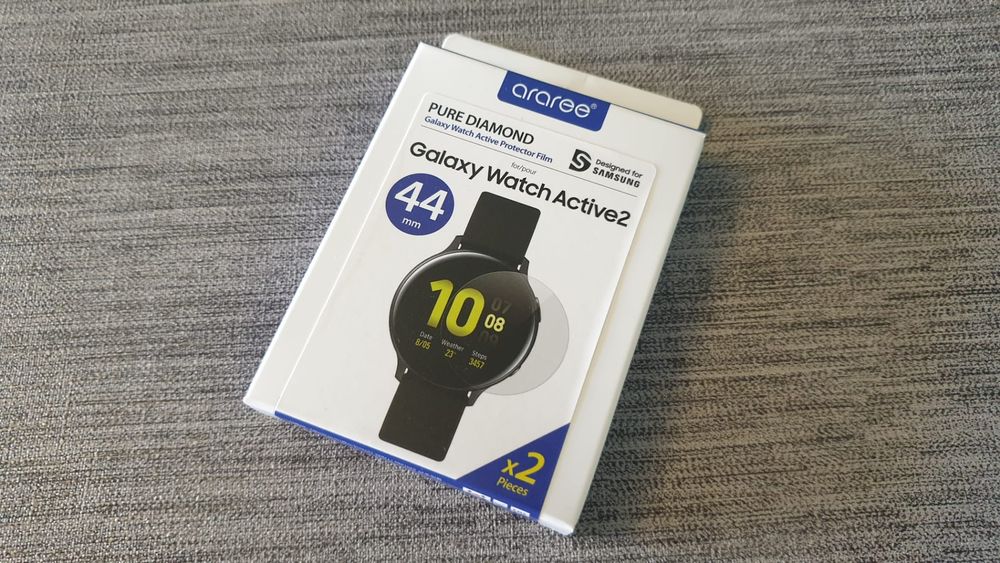 araree®
PURE DIAMOND
Galaxy Watch Active Protector Film
Designed for
SAMSUNG
for/pour
Galaxy Watch Active2
44
mm
07
10 08
09
Date Weather Steps
8/05 23° 3457
x2
Pieces